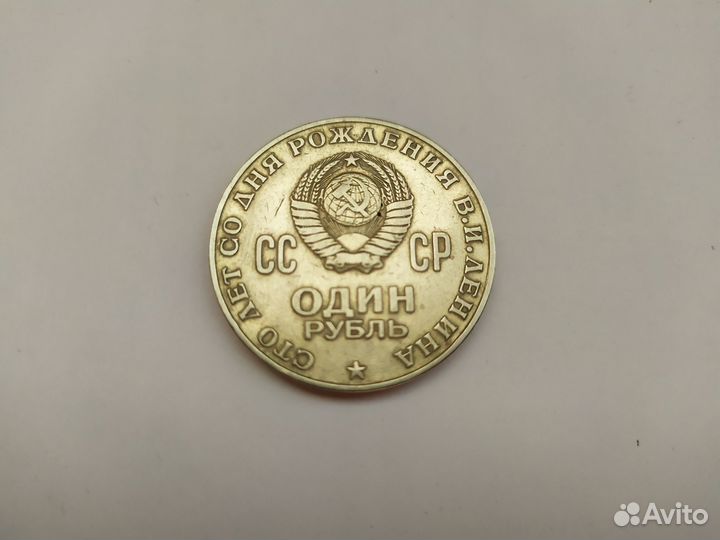 СТО ЛЕТ СО ДНЯ РОЖДЕНИЯ В.И.ЛЕНИНА
СС СР
ОДИН
РУБЛЬ
Avito